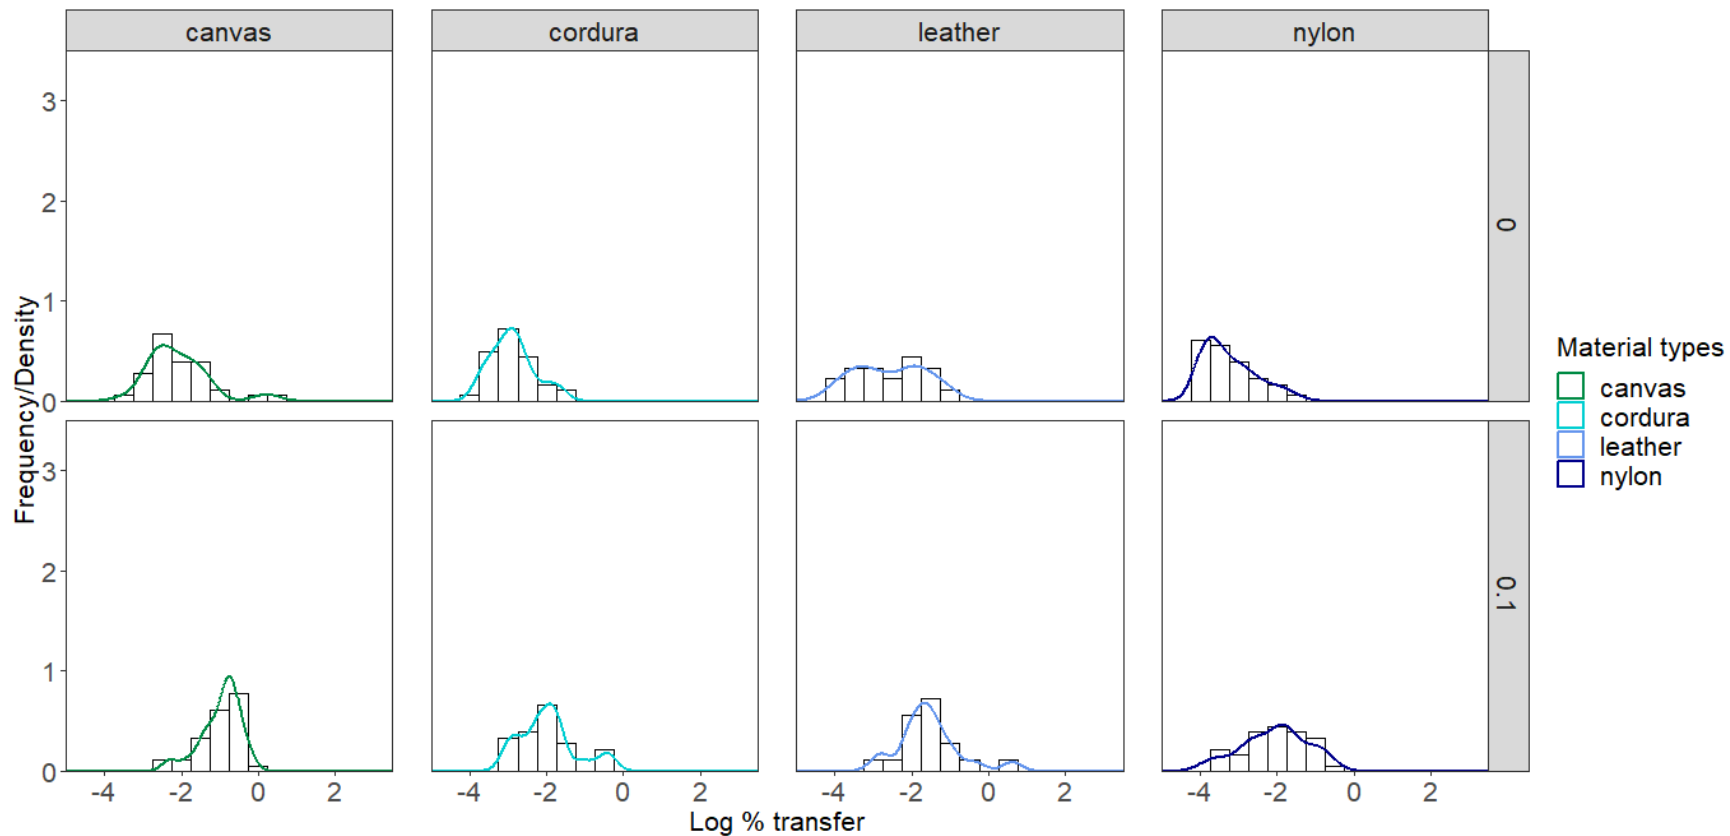 canvas cordura leather nylon
3
2
1
0
0
3
2
1
0
0.1
-4 -2 0 2 -4 -2 0 2 -4 -2 0 2 -4 -2 0 2
Log % transfer
Frequency/Density
Material types
canvas
cordura
leather
nylon